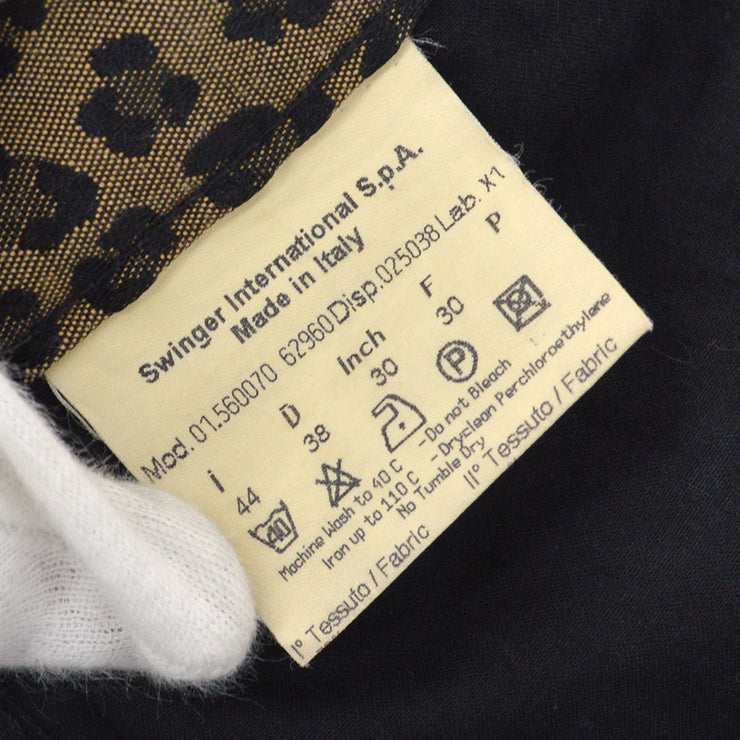 Swinger International S.p.A.
Made in Italy
Mod. 01.560070 62960 Disp.025038 Lab. X1
I D Inch F P
44 38 30 30
40 P
Machine Wash to 40 C - Do not Bleach
Iron up to 110 C - Dryclean Perchloroethylene
No Tumble Dry
I° Tessuto / Fabric II° Tessuto / Fabric